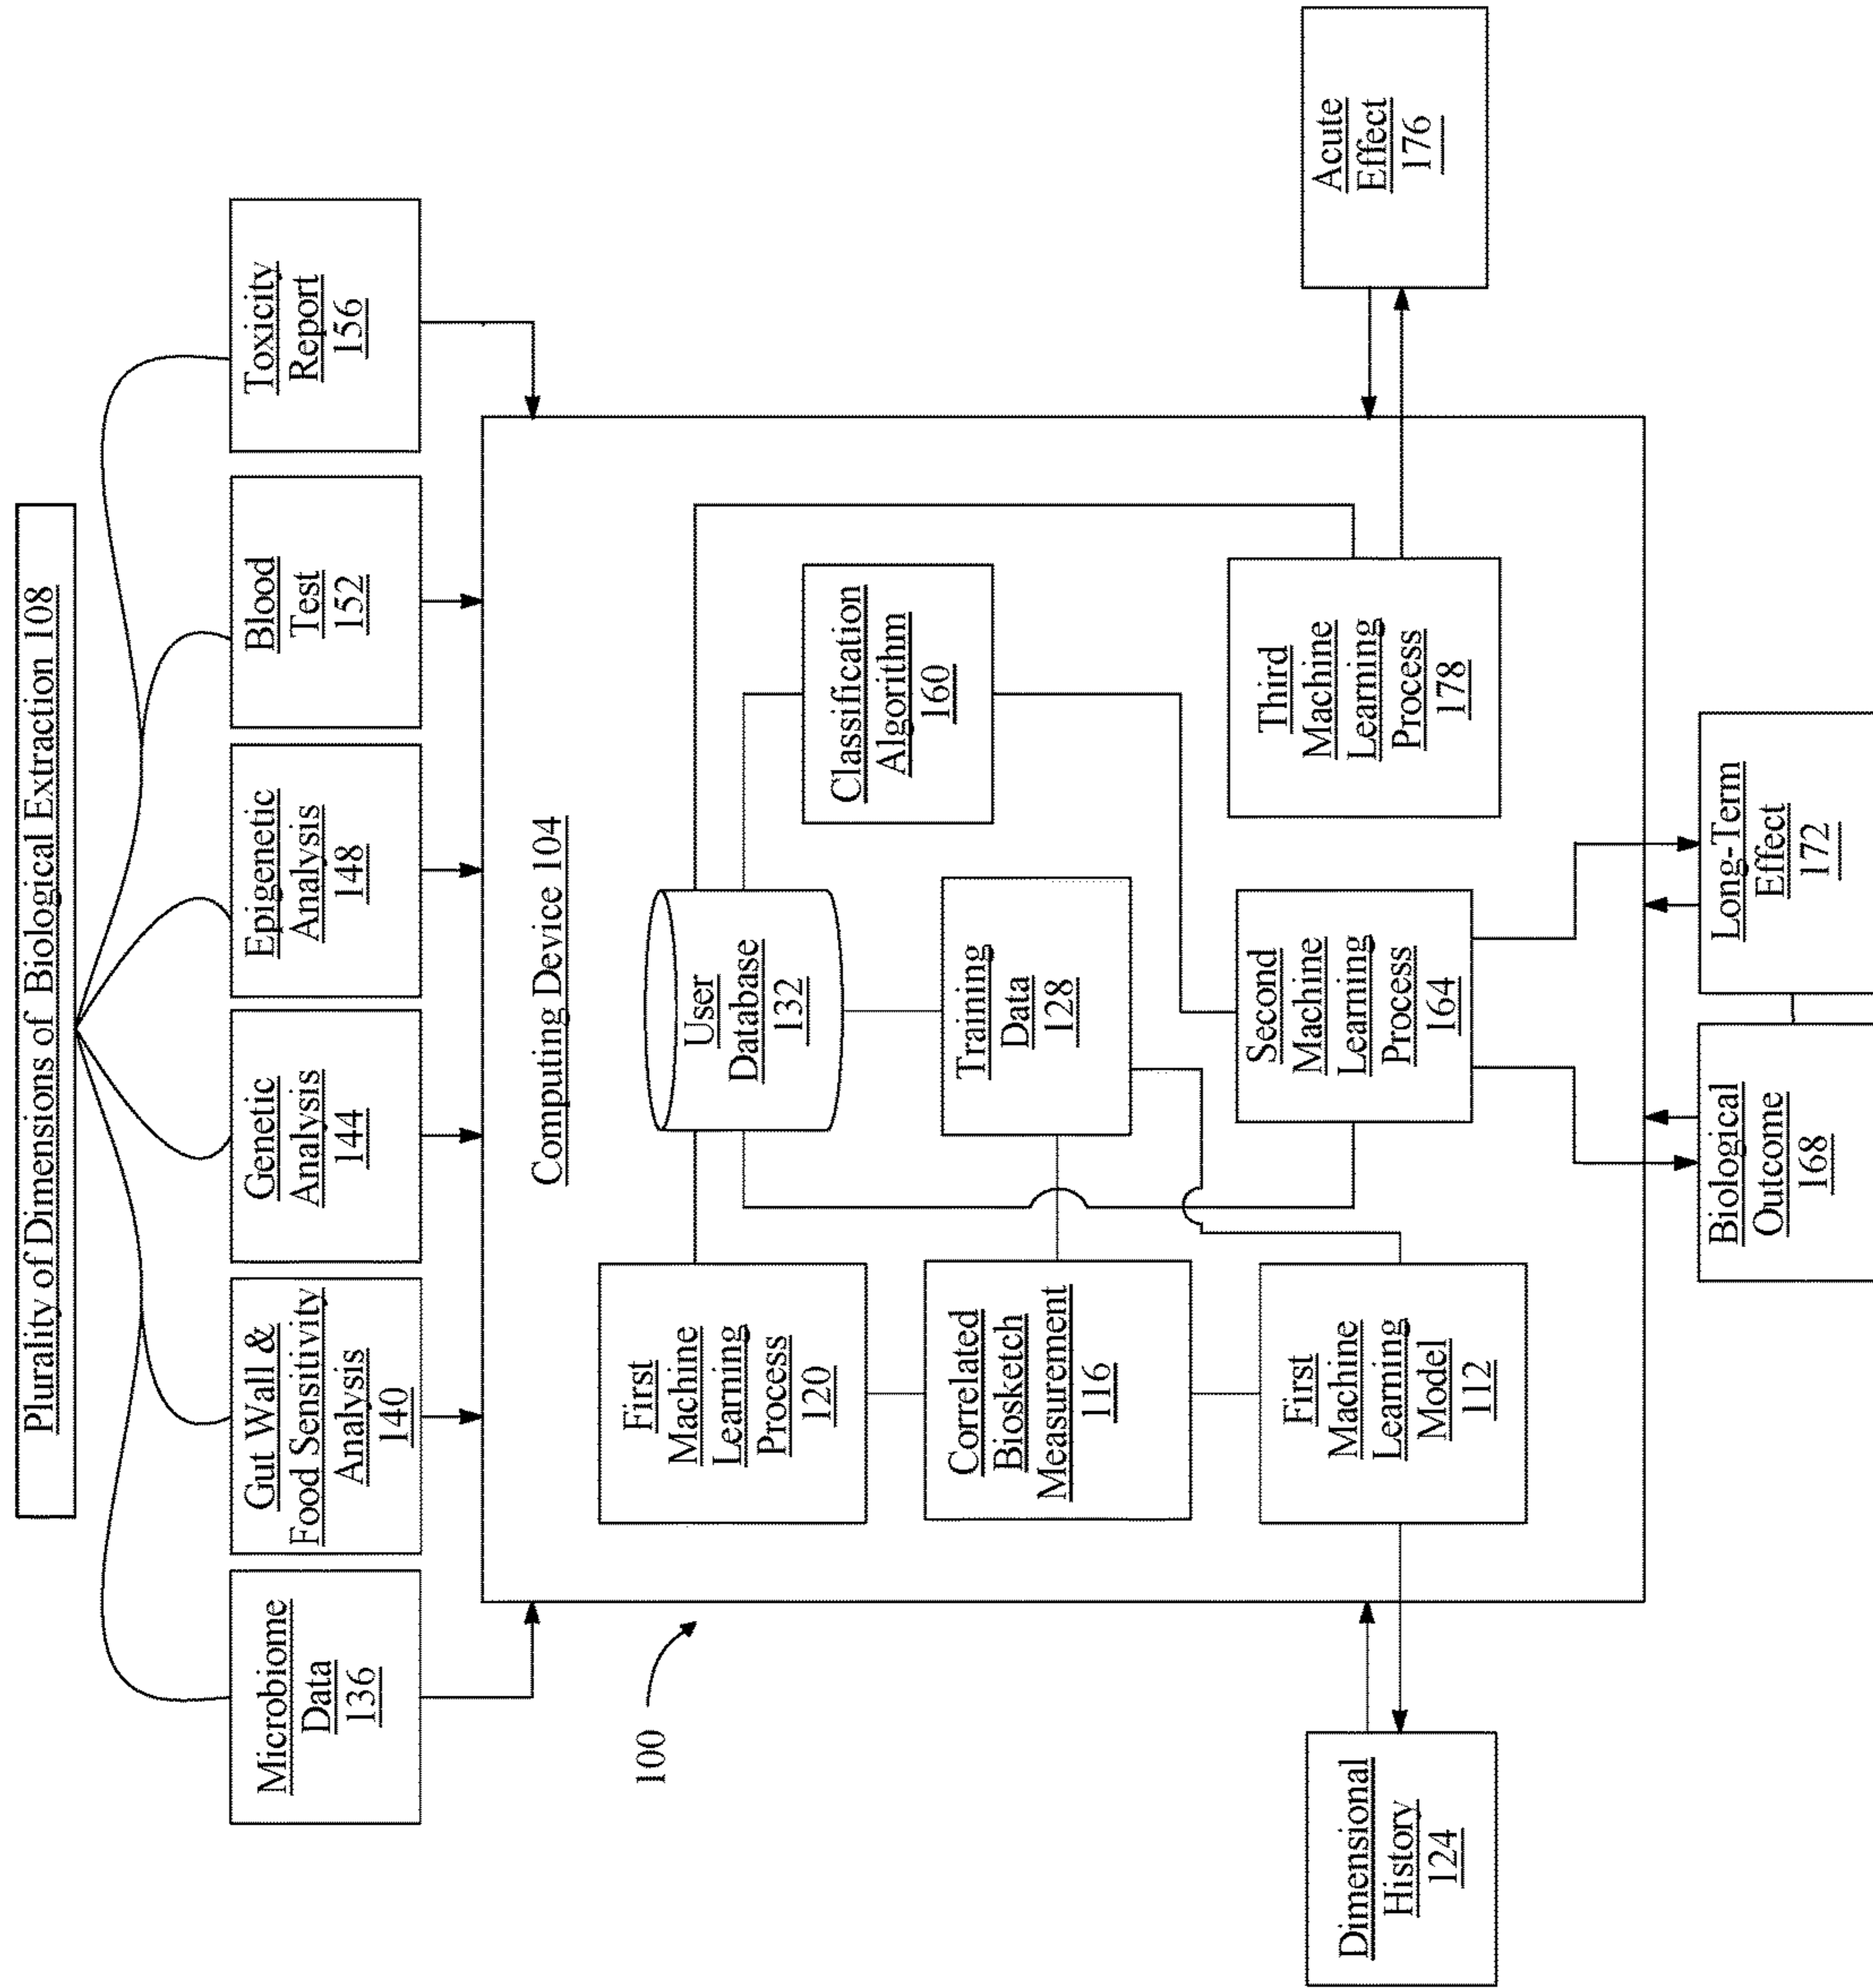 Plurality of Dimensions of Biological Extraction 108
Microbiome
Data
136
Gut Wall &
Food Sensitivity
Analysis
140
Genetic
Analysis
144
Epigenetic
Analysis
148
Blood
Test
152
Toxicity
Report
156
100
Computing Device 104
First
Machine
Learning
Process
120
User
Database
132
Classification
Algorithm
160
Correlated
Biosketch
Measurement
116
Training
Data
128
First
Machine
Learning
Model
112
Second
Machine
Learning
Process
164
Third
Machine
Learning
Process
178
Dimensional
History
124
Acute
Effect
176
Biological
Outcome
168
Long-Term
Effect
172